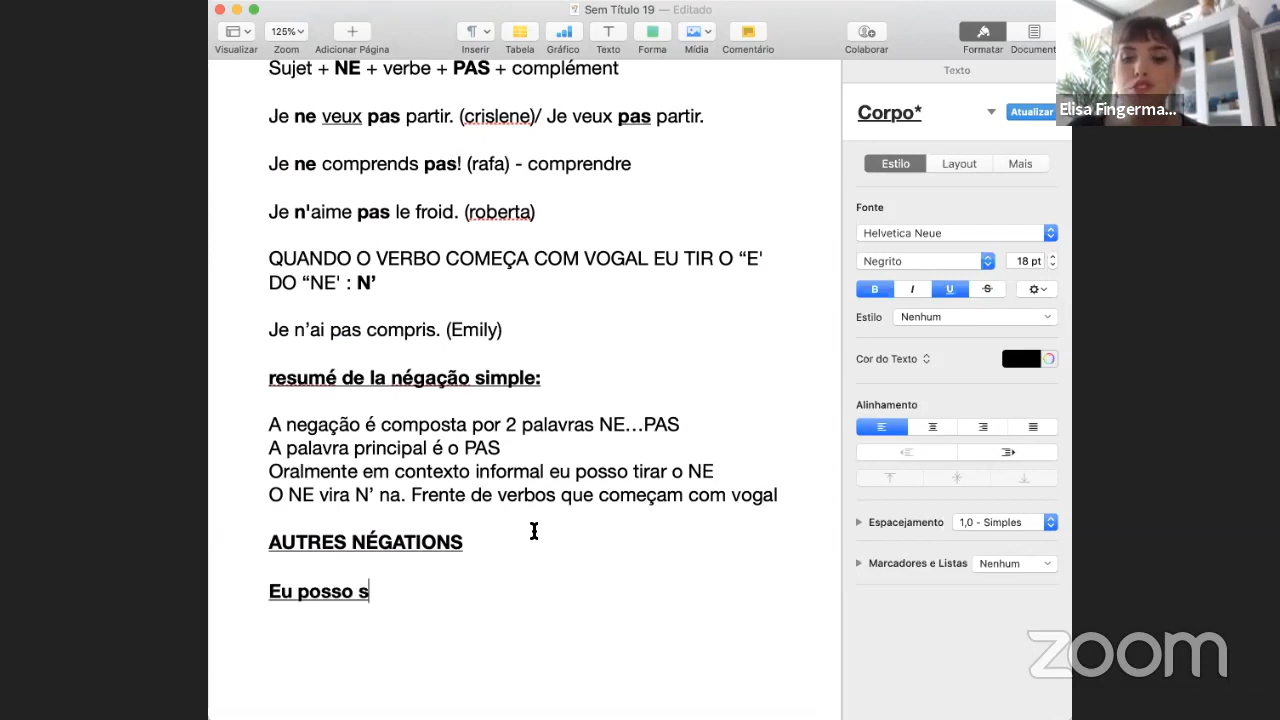 Sem Título 19 — Editado
Visualizar
125%
Zoom
Adicionar Página
Inserir
Tabela
Gráfico
Texto
Forma
Mídia
Comentário
Colaborar
Formatar
Document
Sujet + NE + verbe + PAS + complément
Je ne veux pas partir. (crislene)/ Je veux pas partir.
Je ne comprends pas! (rafa) - comprendre
Je n'aime pas le froid. (roberta)
QUANDO O VERBO COMEÇA COM VOGAL EU TIR O “E'
DO “NE' : N’
Je n’ai pas compris. (Emily)
resumé de la négação simple:
A negação é composta por 2 palavras NE…PAS
A palavra principal é o PAS
Oralmente em contexto informal eu posso tirar o NE
O NE vira N’ na. Frente de verbos que começam com vogal
AUTRES NÉGATIONS
Eu posso s
Texto
Corpo*
Atualizar
Estilo
Layout
Mais
Fonte
Helvetica Neue
Negrito
18 pt
B I U S
Estilo
Nenhum
Cor do Texto
Alinhamento
Espaçejamento
1,0 - Simples
Marcadores e Listas
Nenhum
Elisa Fingerma...
zoom